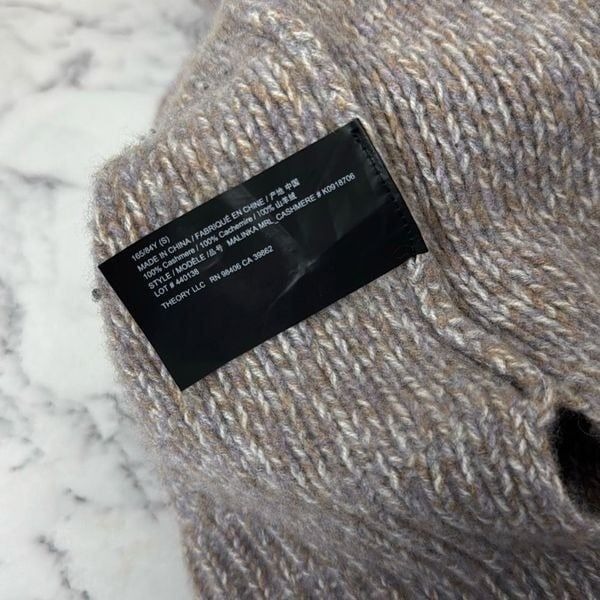 165/84Y (S)
MADE IN CHINA / FABRIQUÉ EN CHINE / 产地 中国
100% Cashmere / 100% Cachemire / 100% 山羊绒
STYLE / MODÈLE / 品号 MALINKA MRL_CASHMERE # K0918706
LOT # 440138
THEORY LLC RN 98406 CA 39862